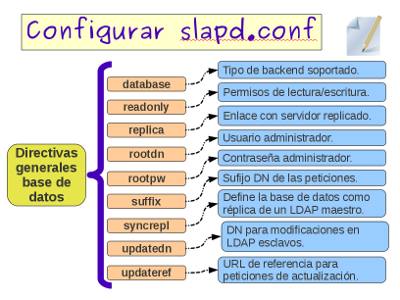 Configurar slapd.conf
Directivas
generales
base de
datos
database
Tipo de backend soportado.
readonly
Permisos de lectura/escritura.
replica
Enlace con servidor replicado.
rootdn
Usuario administrador.
rootpw
Contraseña administrador.
suffix
Sufijo DN de las peticiones.
syncrepl
Define la base de datos como
réplica de un LDAP maestro.
updatedn
DN para modificaciones en
LDAP esclavos.
updateref
URL de referencia para
peticiones de actualización.